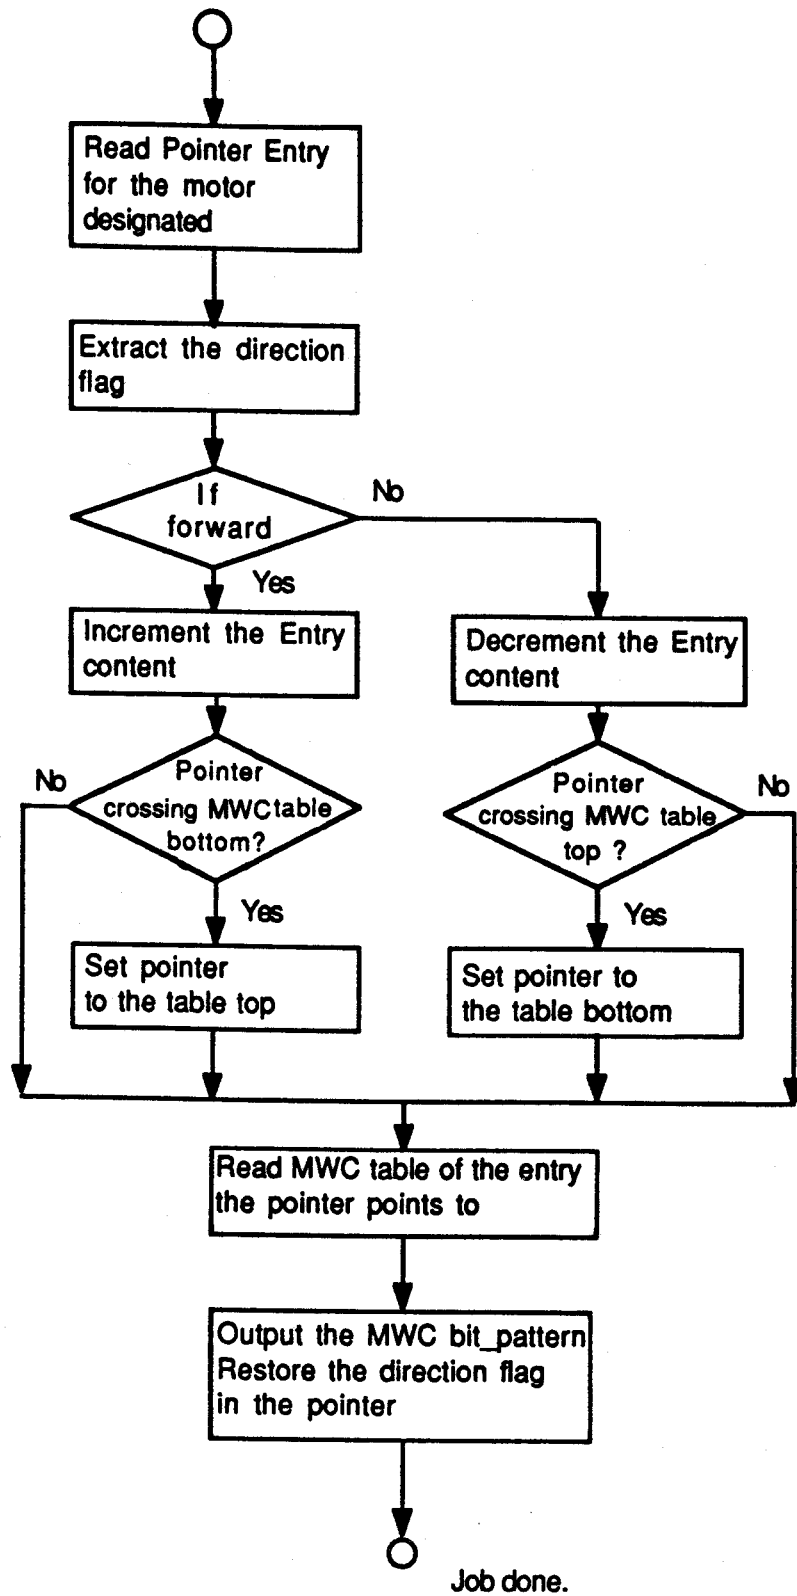 Read Pointer Entry
for the motor
designated
Extract the direction
flag
If
forward
No
Yes
Increment the Entry
content
Decrement the Entry
content
Pointer
crossing MWC table
bottom?
No
Yes
Pointer
crossing MWC table
top ?
No
Yes
Set pointer
to the table top
Set pointer to
the table bottom
Read MWC table of the entry
the pointer points to
Output the MWC bit_pattern
Restore the direction flag
in the pointer
Job done.